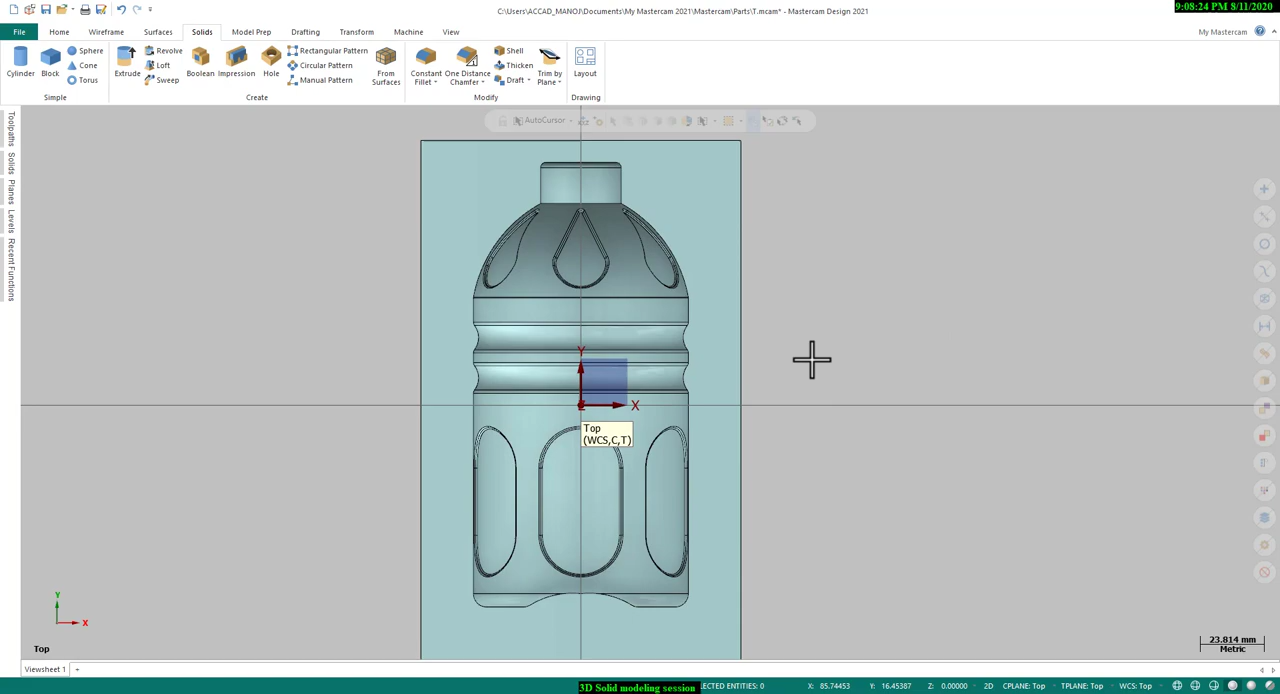 C:\Users\ACCAD_MANOJ\Documents\My Mastercam 2021\Mastercam\Parts\T.mcam* - Mastercam Design 2021
9:08:24 PM 8/11/2020
File Home Wireframe Surfaces Solids Model Prep Drafting Transform Machine View My Mastercam
Cylinder Block Sphere Cone Torus
Simple
Extrude Revolve Loft Sweep Boolean Impression Hole Rectangular Pattern Circular Pattern Manual Pattern From Surfaces
Create
Constant Fillet One Distance Chamfer Shell Thicken Draft Trim by Plane
Modify
Layout
Drawing
AutoCursor
Toolpaths
Solids
Planes
Levels
Recent Functions
Y
X
Z
Top
(WCS,C,T)
Y
X
Top
23.814 mm
Metric
Viewsheet 1 +
3D Solid modeling session
ELECTED ENTITIES: 0 X: 85.74453 Y: 16.45387 Z: 0.00000 2D CPLANE: Top TPLANE: Top WCS: Top